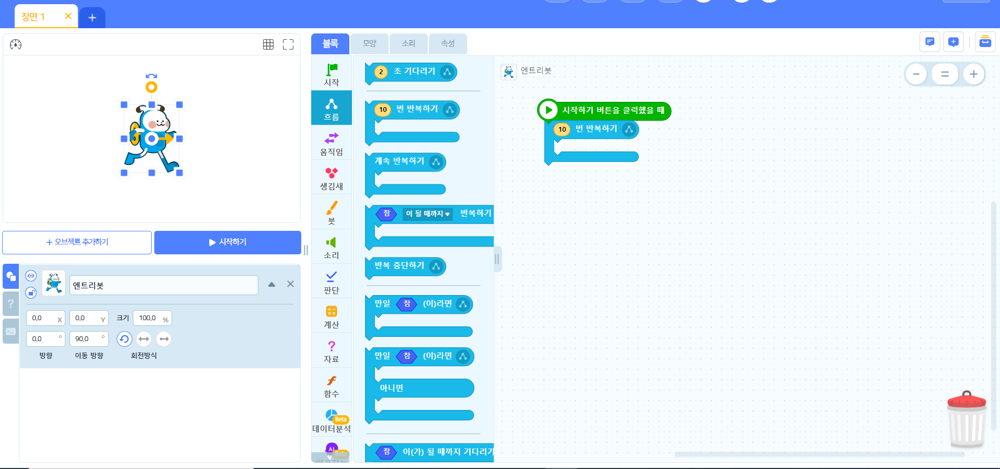 장면 1
블록
모양
소리
속성
엔트리봇
시작
흐름
움직임
생김새
붓
소리
판단
계산
자료
함수
Beta
데이터분석
AI
Beta
2 초 기다리기
10 번 반복하기
계속 반복하기
참 이 될 때까지 ▼ 반복하기
반복 중단하기
만일 참 (이)라면
만일 참 (이)라면
아니면
참 이(가) 될 때까지 기다리기
시작하기 버튼을 클릭했을 때
10 번 반복하기
+ 오브젝트 추가하기
시작하기
엔트리봇
0.0 X
0.0 Y
크기 100.0 %
0.0 °
90.0 °
방향
이동 방향
회전방식